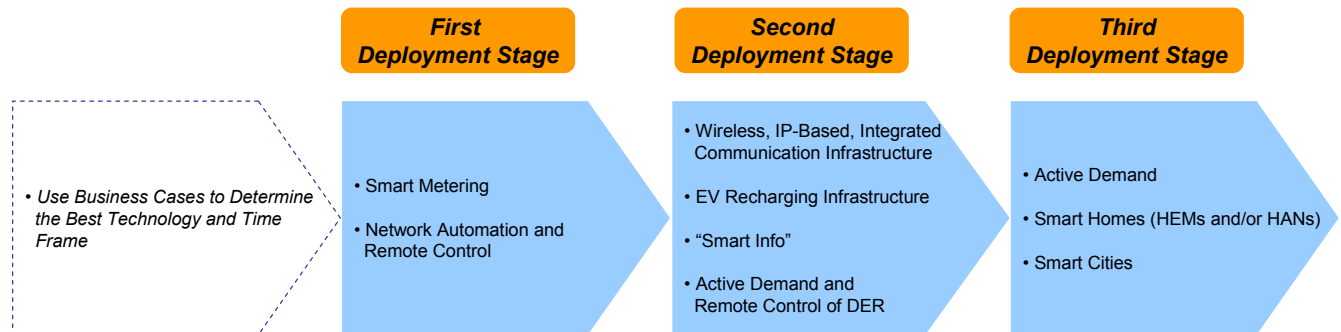 First
Deployment Stage
Second
Deployment Stage
Third
Deployment Stage
• Use Business Cases to Determine
the Best Technology and Time
Frame
• Smart Metering
• Network Automation and
Remote Control
• Wireless, IP-Based, Integrated
Communication Infrastructure
• EV Recharging Infrastructure
• “Smart Info”
• Active Demand and
Remote Control of DER
• Active Demand
• Smart Homes (HEMs and/or HANs)
• Smart Cities